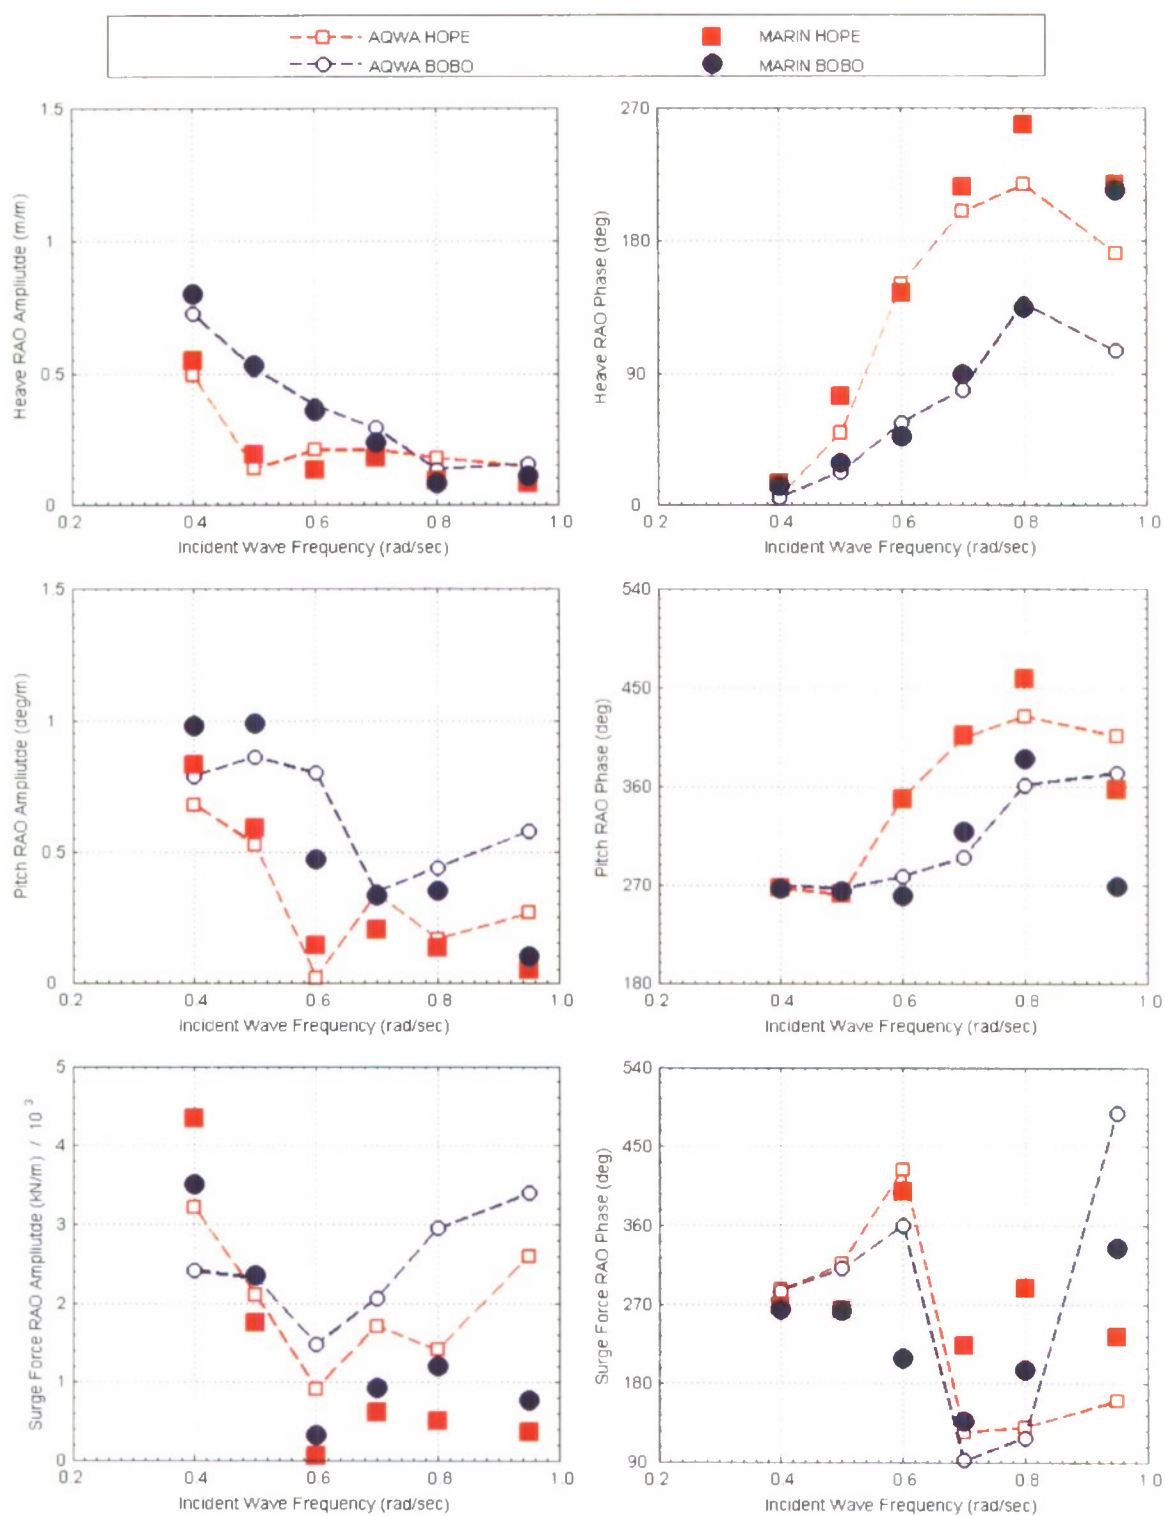 AQWA HOPE
MARIN HOPE
AQWA BOBO
MARIN BOBO
1.5
1
0.5
0
0.2 0.4 0.6 0.8 1.0
Heave RAO Ampliutde (m/m)
Incident Wave Frequency (rad/sec)
270
180
90
0
0.2 0.4 0.6 0.8 1.0
Heave RAO Phase (deg)
Incident Wave Frequency (rad/sec)
1.5
1
0.5
0
0.2 0.4 0.6 0.8 1.0
Pitch RAO Ampliutde (deg/m)
Incident Wave Frequency (rad/sec)
540
450
360
270
180
0.2 0.4 0.6 0.8 1.0
Pitch RAO Phase (deg)
Incident Wave Frequency (rad/sec)
5
4
3
2
1
0
0.2 0.4 0.6 0.8 1.0
Surge Force RAO Ampliutde (kN/m) / 10³
Incident Wave Frequency (rad/sec)
540
450
360
270
180
90
0.2 0.4 0.6 0.8 1.0
Surge Force RAO Phase (deg)
Incident Wave Frequency (rad/sec)